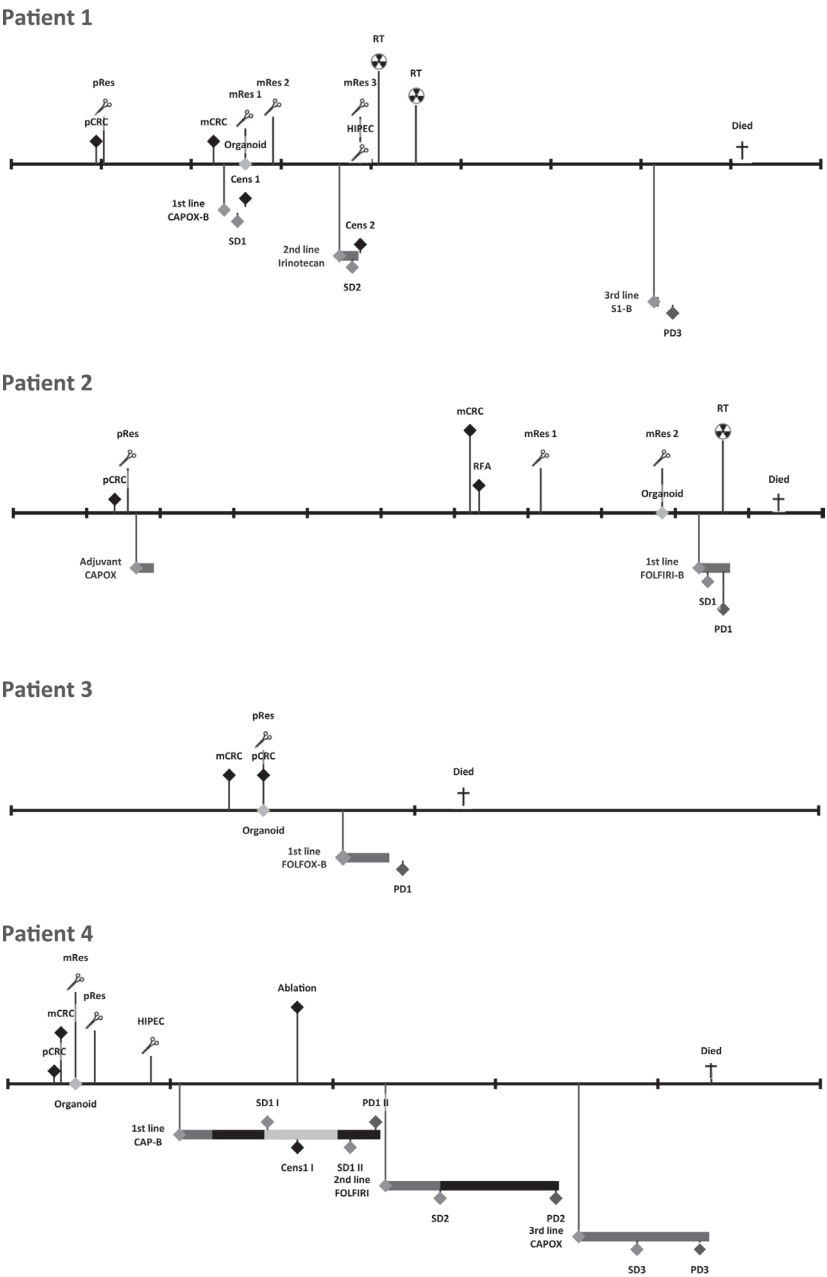 Patient 1
RT
RT
pRes
mRes 1
mRes 2
mRes 3
pCRC
mCRC
Organoid
HIPEC
Died
1st line
CAPOX-B
Cens 1
SD1
2nd line
Irinotecan
Cens 2
SD2
3rd line
S1-B
PD3
Patient 2
mCRC
RT
pRes
mRes 1
mRes 2
pCRC
RFA
Organoid
Died
Adjuvant
CAPOX
1st line
FOLFIRI-B
SD1
PD1
Patient 3
pRes
mCRC
pCRC
Died
Organoid
1st line
FOLFOX-B
PD1
Patient 4
mRes
pRes
mCRC
pCRC
HIPEC
Ablation
Died
Organoid
1st line
CAP-B
SD1 I
PD1 II
Cens1 I
SD1 II
2nd line
FOLFIRI
SD2
PD2
3rd line
CAPOX
SD3
PD3